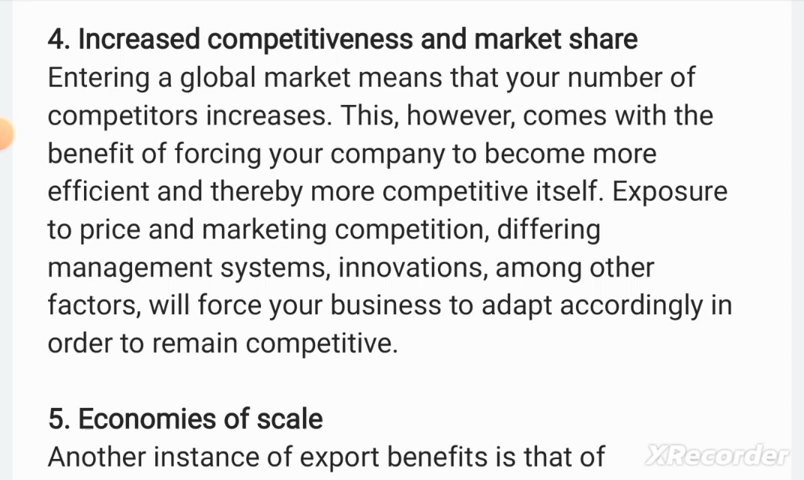 4. Increased competitiveness and market share
Entering a global market means that your number of
competitors increases. This, however, comes with the
benefit of forcing your company to become more
efficient and thereby more competitive itself. Exposure
to price and marketing competition, differing
management systems, innovations, among other
factors, will force your business to adapt accordingly in
order to remain competitive.
5. Economies of scale
Another instance of export benefits is that of
XRecorder